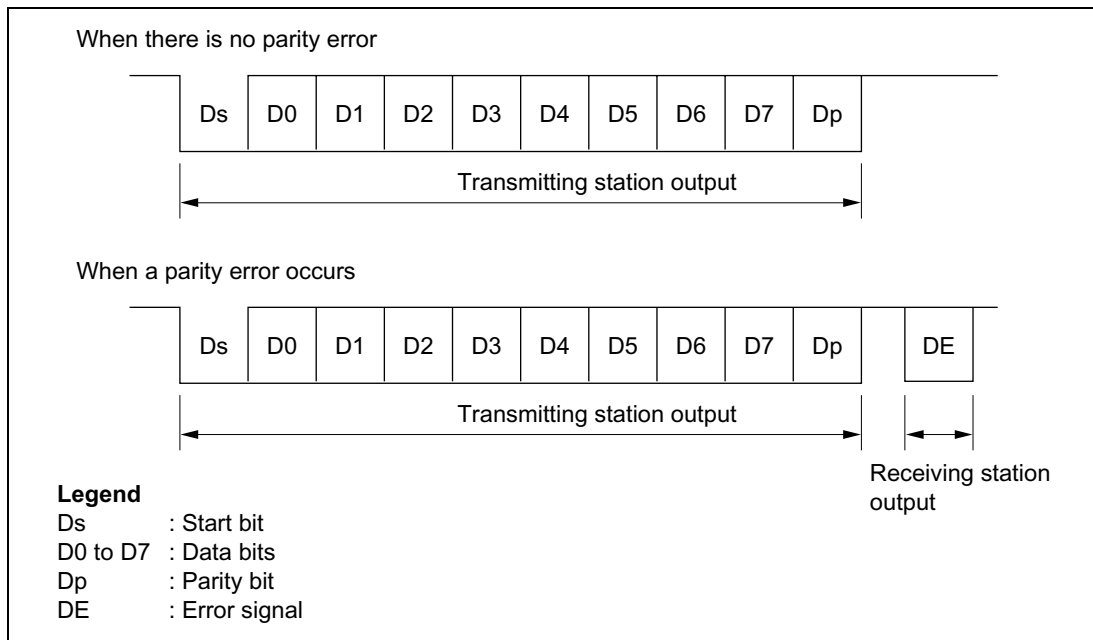 When there is no parity error
Ds D0 D1 D2 D3 D4 D5 D6 D7 Dp
Transmitting station output
When a parity error occurs
Ds D0 D1 D2 D3 D4 D5 D6 D7 Dp DE
Transmitting station output
Receiving station
output
Legend
Ds : Start bit
D0 to D7 : Data bits
Dp : Parity bit
DE : Error signal